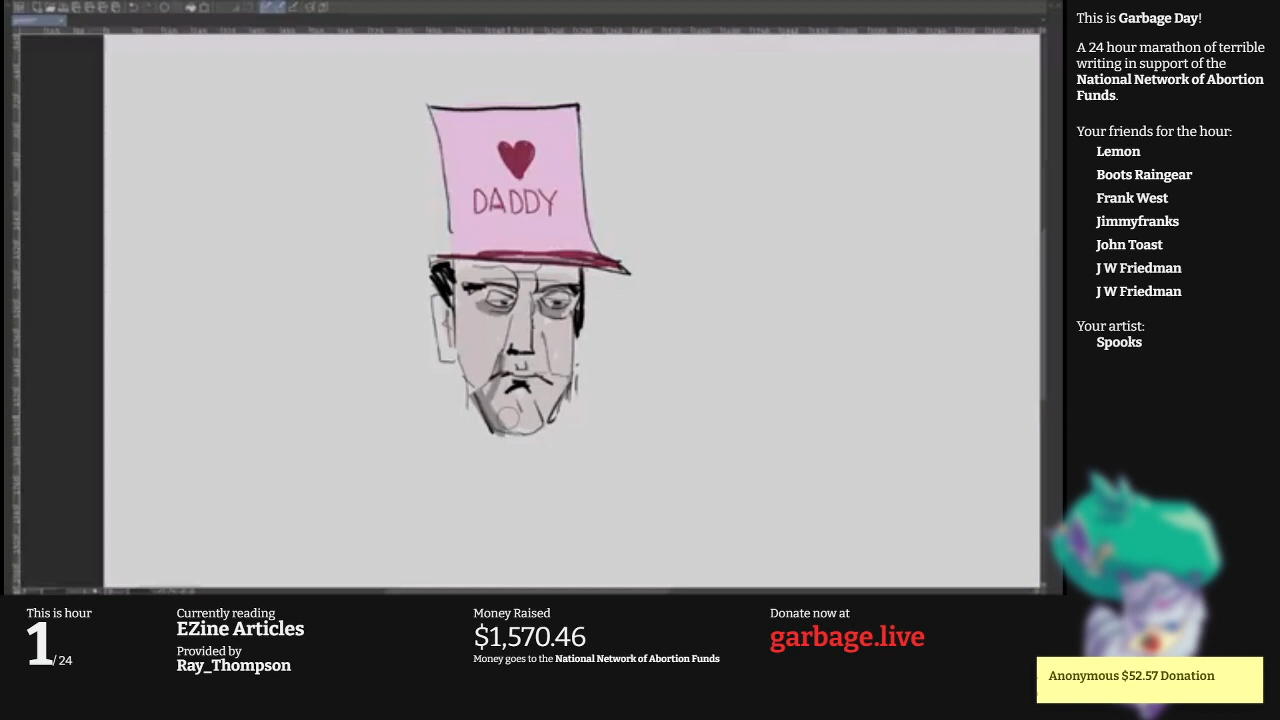 DADDY
This is Garbage Day!
A 24 hour marathon of terrible
writing in support of the
National Network of Abortion
Funds.
Your friends for the hour:
Lemon
Boots Raingear
Frank West
Jimmyfranks
John Toast
J W Friedman
J W Friedman
Your artist:
Spooks
This is hour
1/ 24
Currently reading
EZine Articles
Provided by
Ray_Thompson
Money Raised
$1,570.46
Money goes to the National Network of Abortion Funds
Donate now at
garbage.live
Anonymous $52.57 Donation